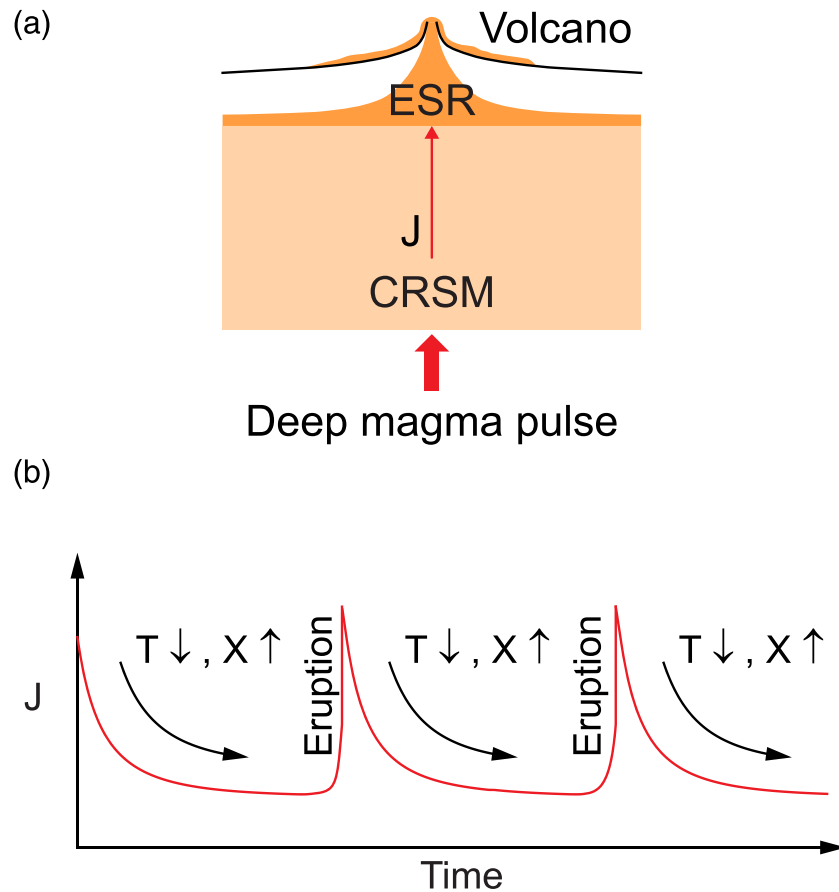 (a)
Volcano
ESR
J
CRSM
Deep magma pulse
(b)
T ↓ , X ↑
Eruption
T ↓ , X ↑
Eruption
T ↓ , X ↑
J
Time